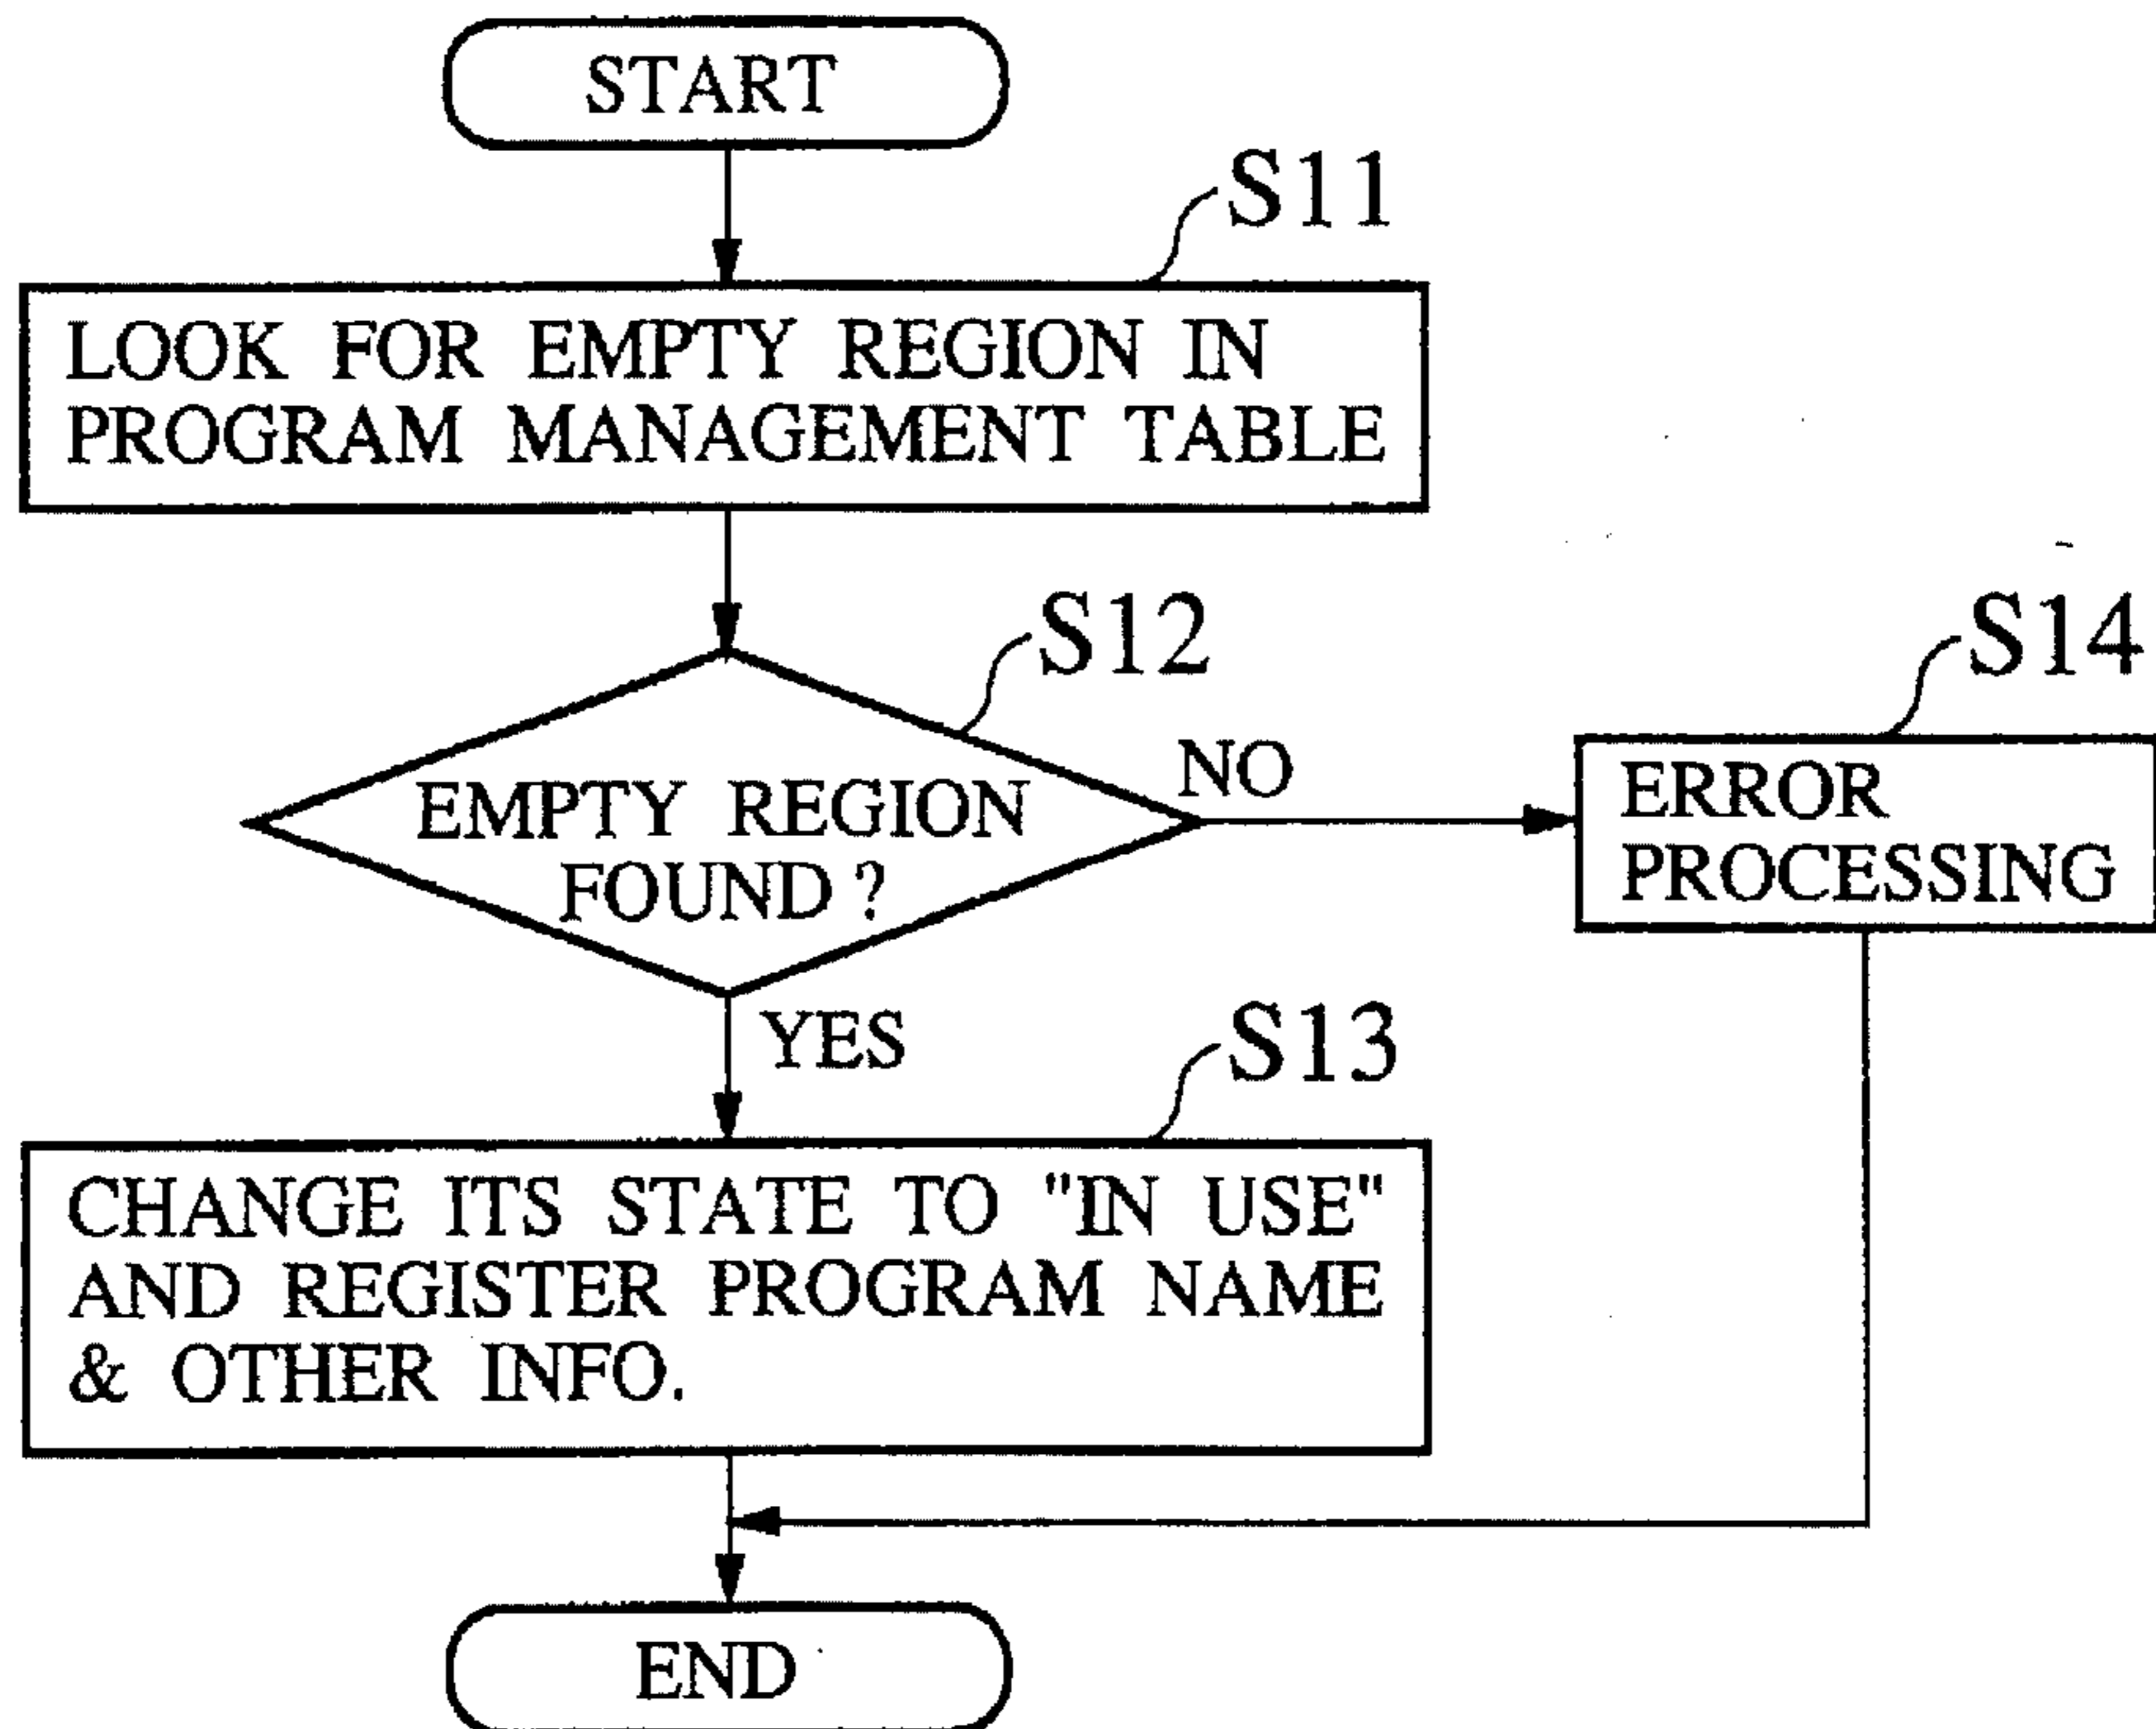 START
S11
LOOK FOR EMPTY REGION IN
PROGRAM MANAGEMENT TABLE
S12
S14
NO
EMPTY REGION
FOUND ?
ERROR
PROCESSING
YES
S13
CHANGE ITS STATE TO "IN USE"
AND REGISTER PROGRAM NAME
& OTHER INFO.
END